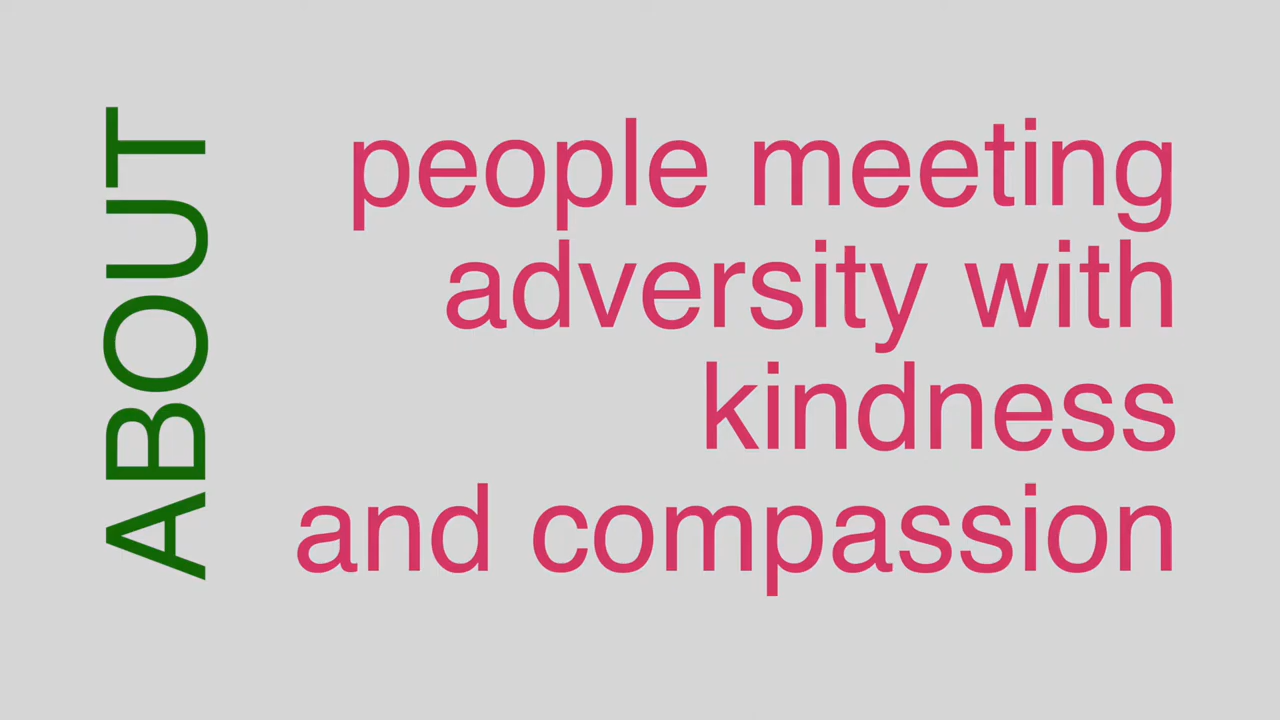 ABOUT
people meeting
adversity with
kindness
and compassion